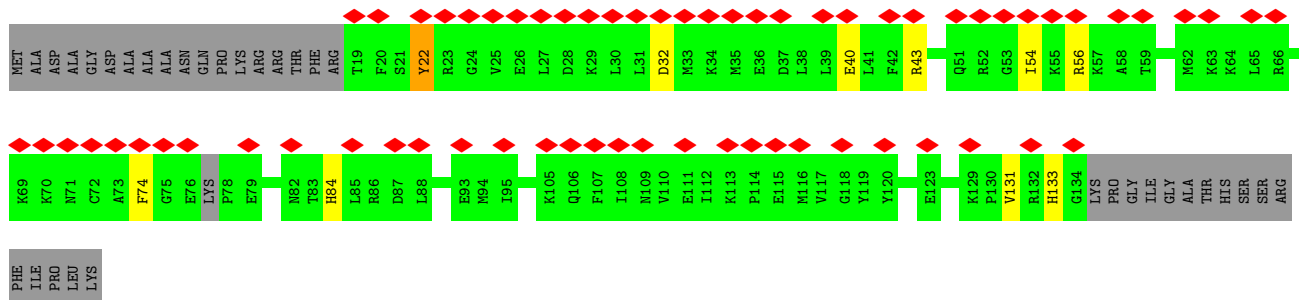 MET ALA ASP ALA ALA GLY ASP ALA ALA ALA ALA ASN GLN PRO LYS ARG ARG THR PHE ARG T19 F20 S21 Y22 R23 G24 V25 E26 L27 D28 K29 L30 L31 D32 M33 K34 M35 E36 D37 L38 L39 E40 L41 F42 R43 Q51 R52 G53 I54 K55 R56 K57 A58 T59 M62 K63 K64 L65 R66
K69 K70 N71 C72 A73 F74 G75 E76 LYS P78 E79 N82 T83 H84 L85 R86 D87 L88 E93 M94 I95 K105 Q106 F107 I108 N109 V110 E111 I112 K113 P114 E115 M116 V117 G118 Y119 Y120 E123 K129 P130 V131 R132 H133 G134 LYS PRO GLY ILE GLY ALA THR HIS SER SER ARG
PHE ILE PRO LEU LYS